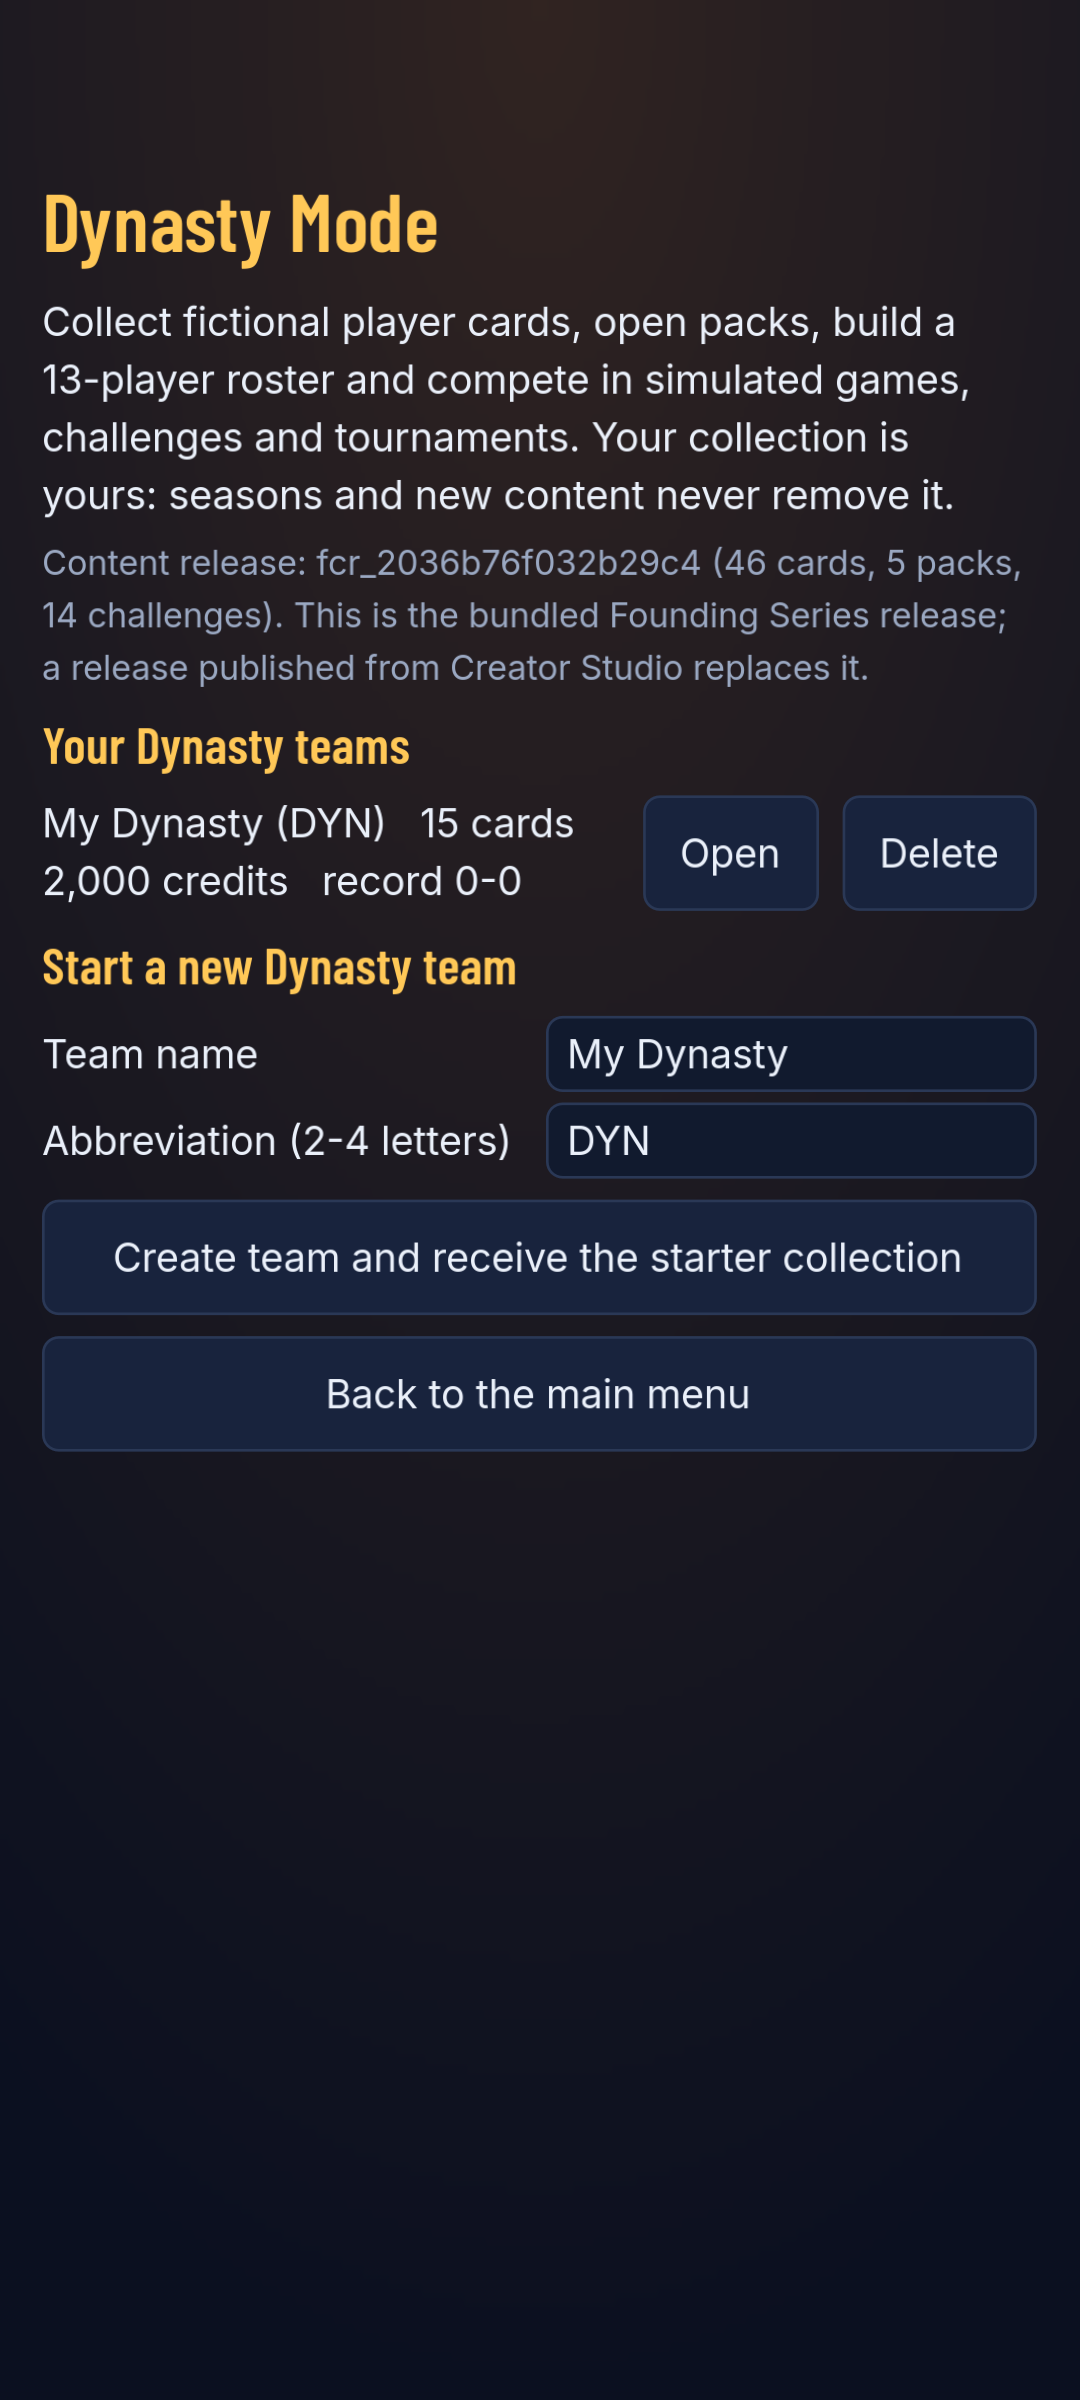 Dynasty Mode
Collect fictional player cards, open packs, build a
13-player roster and compete in simulated games,
challenges and tournaments. Your collection is
yours: seasons and new content never remove it.
Content release: fcr_2036b76f032b29c4 (46 cards, 5 packs,
14 challenges). This is the bundled Founding Series release;
a release published from Creator Studio replaces it.
Your Dynasty teams
My Dynasty (DYN)   15 cards
2,000 credits   record 0-0
Open
Delete
Start a new Dynasty team
Team name
My Dynasty
Abbreviation (2-4 letters)
DYN
Create team and receive the starter collection
Back to the main menu